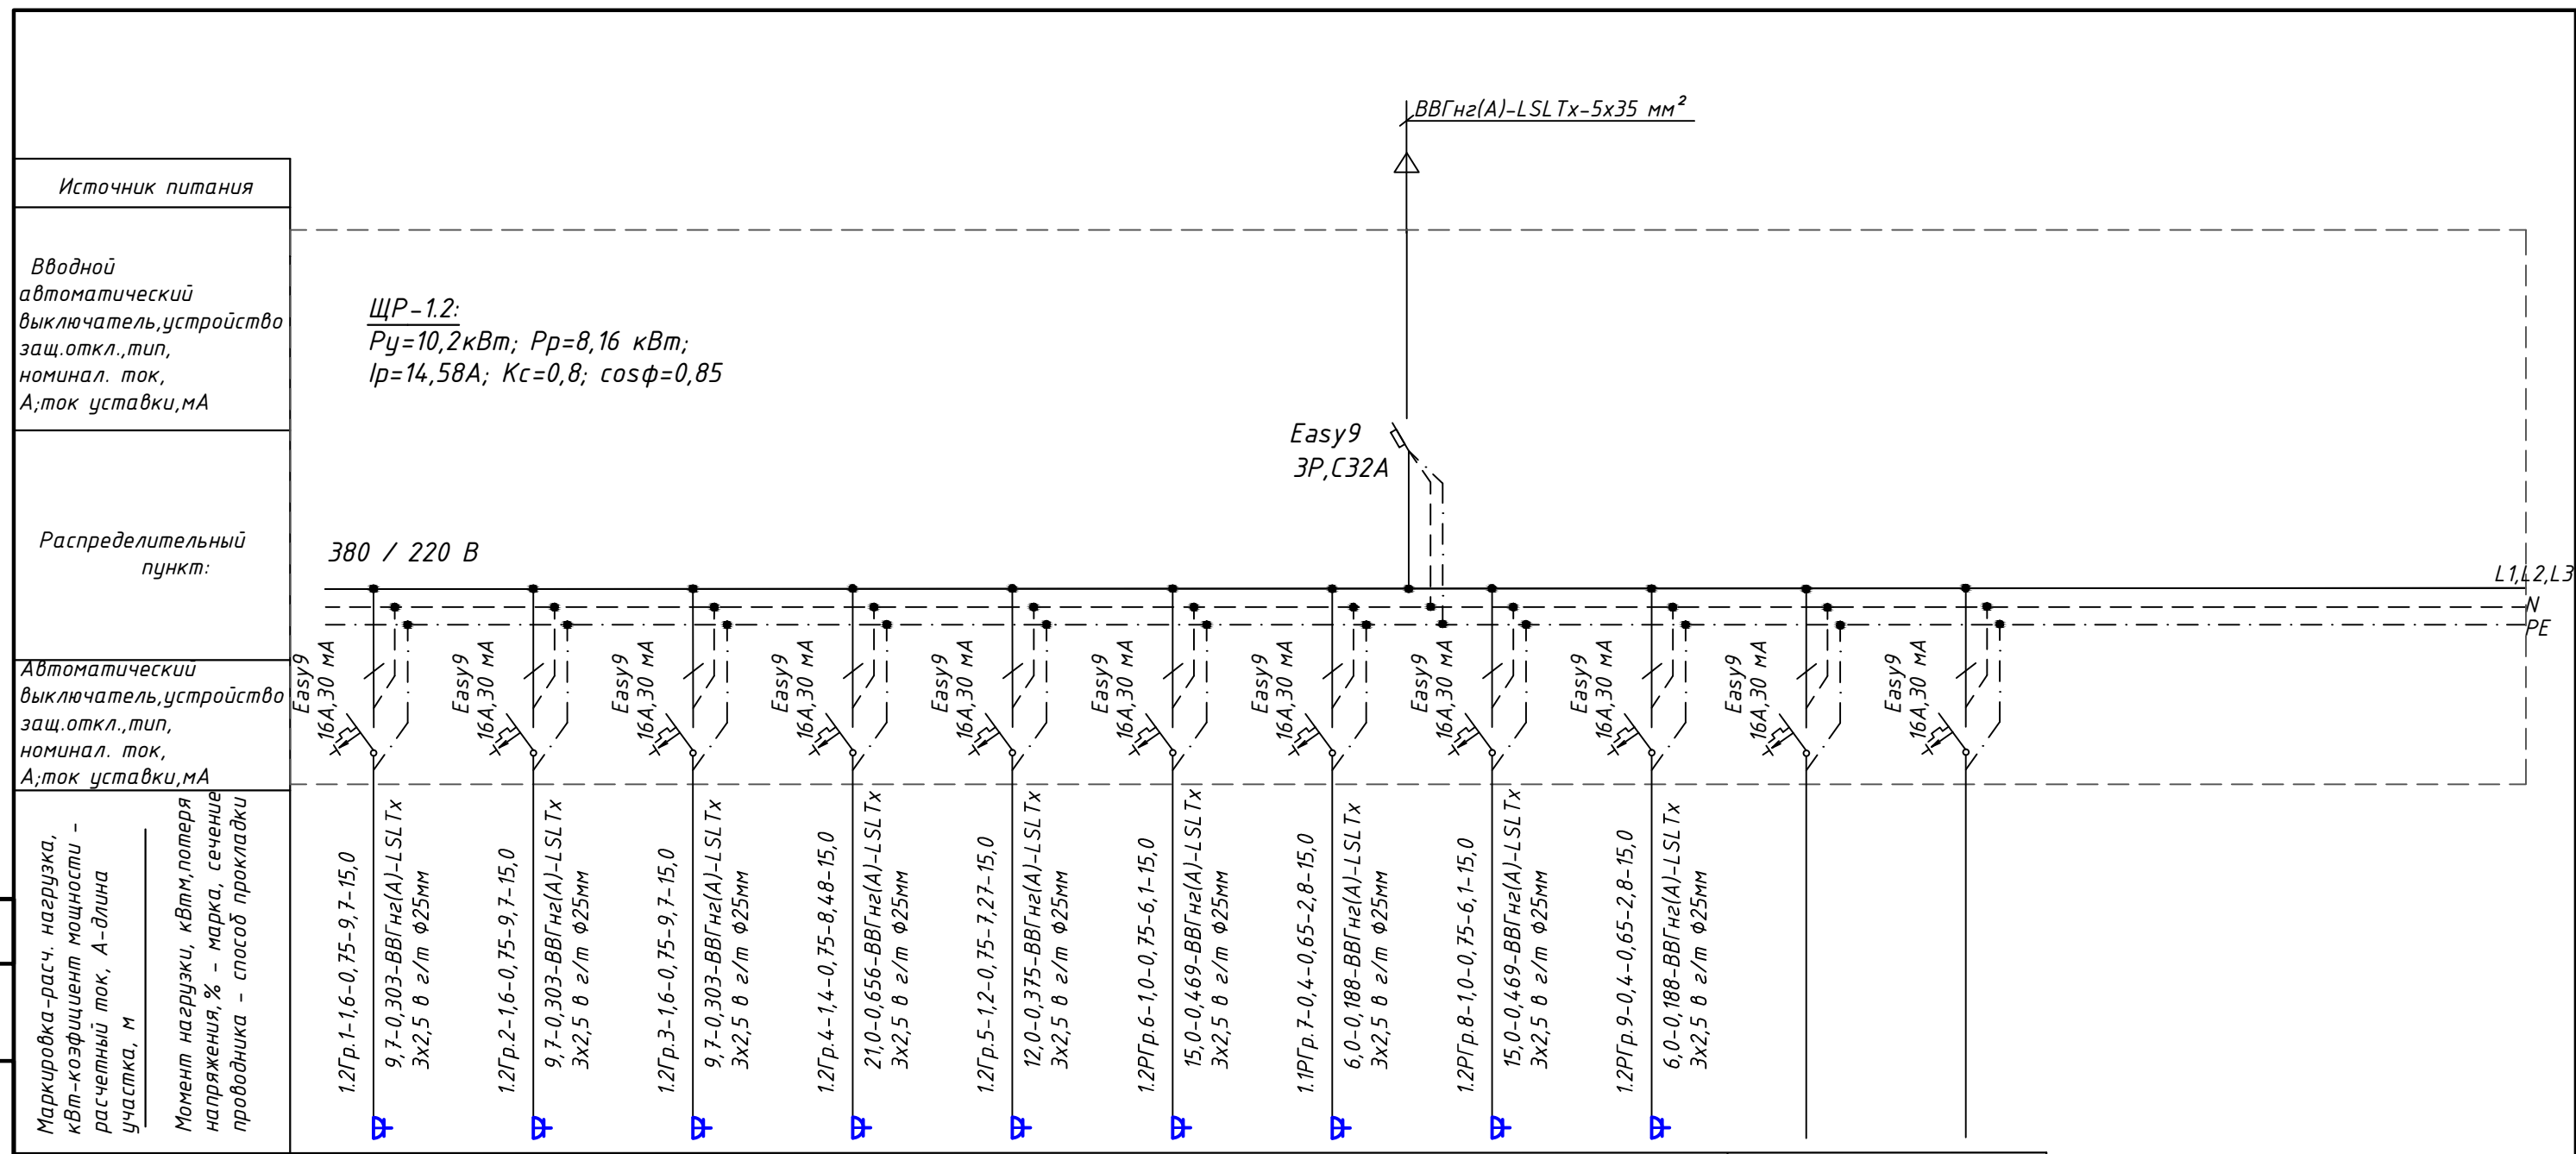 ВВГнг(А)-LSLTx-5x35 мм²
Источник питания
Вводной
автоматический
выключатель,устройство
защ.откл.,тип,
номинал. ток,
А;ток уставки,мА
ЩР-1.2:
Ру=10,2кВт; Рр=8,16 кВт;
Iр=14,58А; Кс=0,8; cosφ=0,85
Easy9
3P,C32A
Распределительный
пункт:
380 / 220 В
L1,L2,L3
N
PE
Автоматический
выключатель,устройство
защ.откл.,тип,
номинал. ток,
А;ток уставки,мА
Easy9
16А,30 мА
Easy9
16А,30 мА
Easy9
16А,30 мА
Easy9
16А,30 мА
Easy9
16А,30 мА
Easy9
16А,30 мА
Easy9
16А,30 мА
Easy9
16А,30 мА
Easy9
16А,30 мА
Easy9
16А,30 мА
Easy9
16А,30 мА
Маркировка-расч. нагрузка,
кВт-коэфициент мощности -
расчетный ток, А-длина
участка, м
Момент нагрузки, кВтм,потеря
напряжения,% - марка, сечение
проводника - способ прокладки
1.2Гр.1-1,6-0,75-9,7-15,0
9,7-0,303-ВВГнг(А)-LSLTx
3x2,5 в г/т ф25мм
1.2Гр.2-1,6-0,75-9,7-15,0
9,7-0,303-ВВГнг(А)-LSLTx
3x2,5 в г/т ф25мм
1.2Гр.3-1,6-0,75-9,7-15,0
9,7-0,303-ВВГнг(А)-LSLTx
3x2,5 в г/т ф25мм
1.2Гр.4-1,4-0,75-8,48-15,0
21,0-0,656-ВВГнг(А)-LSLTx
3x2,5 в г/т ф25мм
1.2Гр.5-1,2-0,75-7,27-15,0
12,0-0,375-ВВГнг(А)-LSLTx
3x2,5 в г/т ф25мм
1.2РГр.6-1,0-0,75-6,1-15,0
15,0-0,469-ВВГнг(А)-LSLTx
3x2,5 в г/т ф25мм
1.1РГр.7-0,4-0,65-2,8-15,0
6,0-0,188-ВВГнг(А)-LSLTx
3x2,5 в г/т ф25мм
1.2РГр.8-1,0-0,75-6,1-15,0
15,0-0,469-ВВГнг(А)-LSLTx
3x2,5 в г/т ф25мм
1.2РГр.9-0,4-0,65-2,8-15,0
6,0-0,188-ВВГнг(А)-LSLTx
3x2,5 в г/т ф25мм